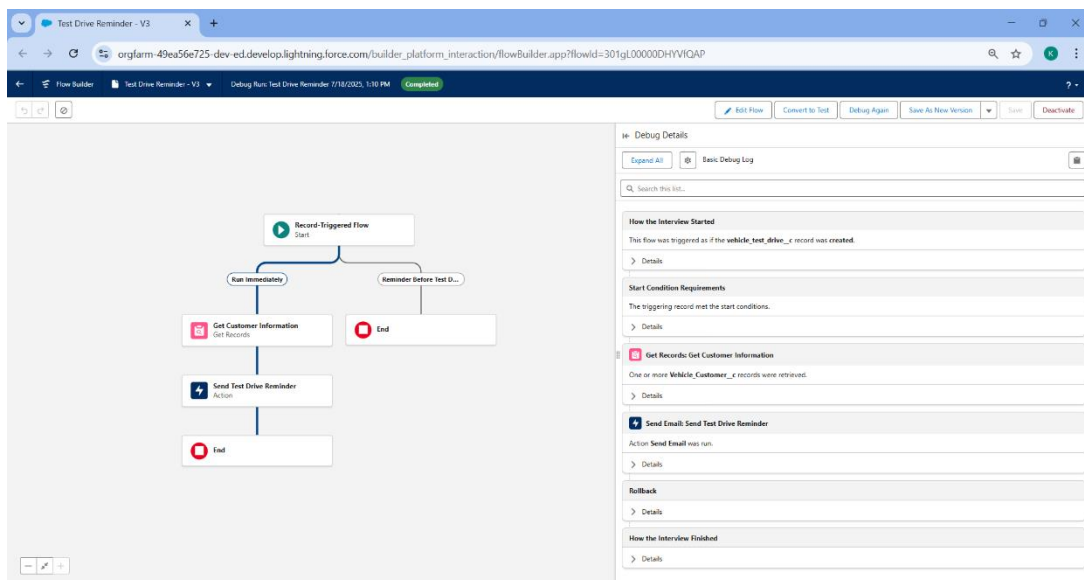 Test Drive Reminder - V3
orgfarm-49ea56e725-dev-ed.develop.lightning.force.com/builder_platform_interaction/flowBuilder.app?flowId=301gL00000DHYVfQAP
K
Flow Builder
Test Drive Reminder - V3
Debug Run: Test Drive Reminder 7/18/2025, 1:10 PM
Completed
?
Edit Flow
Convert to Test
Debug Again
Save As New Version
Save
Deactivate
Debug Details
Expand All
Basic Debug Log
Search this list...
Record-Triggered Flow
Start
Run Immediately
Reminder Before Test D...
Get Customer Information
Get Records
End
Send Test Drive Reminder
Action
End
How the Interview Started
This flow was triggered as if the vehicle_test_drive__c record was created.
Details
Start Condition Requirements
The triggering record met the start conditions.
Details
Get Records: Get Customer Information
One or more Vehicle_Customer__c records were retrieved.
Details
Send Email: Send Test Drive Reminder
Action Send Email was run.
Details
Rollback
Details
How the Interview Finished
Details